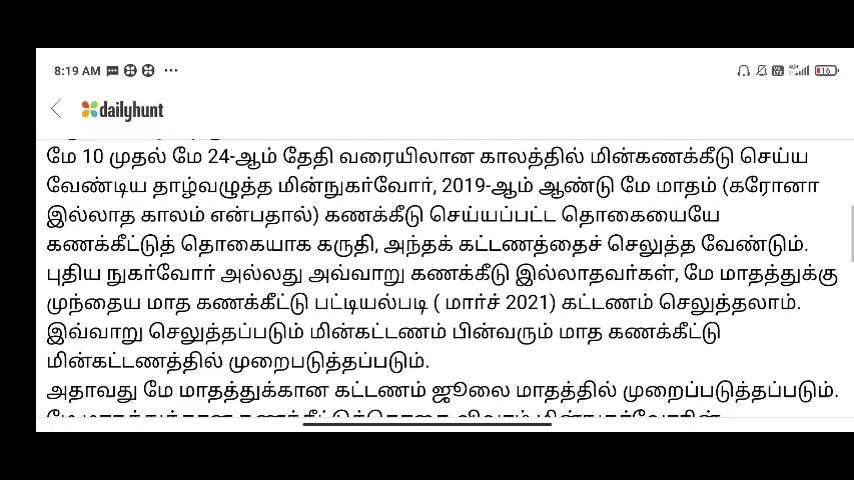 8:19 AM ...
16
dailyhunt
மே 10 முதல் மே 24-ஆம் தேதி வரையிலான காலத்தில் மின்கணக்கீடு செய்ய
வேண்டிய தாழ்வழுத்த மின்நுகர்வோர், 2019-ஆம் ஆண்டு மே மாதம் (கரோனா
இல்லாத காலம் என்பதால்) கணக்கீடு செய்யப்பட்ட தொகையையே
கணக்கீட்டுத் தொகையாக கருதி, அந்தக் கட்டணத்தைச் செலுத்த வேண்டும்.
புதிய நுகர்வோர் அல்லது அவ்வாறு கணக்கீடு இல்லாதவர்கள், மே மாதத்துக்கு
முந்தைய மாத கணக்கீட்டு பட்டியல்படி ( மார்ச் 2021) கட்டணம் செலுத்தலாம்.
இவ்வாறு செலுத்தப்படும் மின்கட்டணம் பின்வரும் மாத கணக்கீட்டு
மின்கட்டணத்தில் முறைபடுத்தப்படும்.
அதாவது மே மாதத்துக்கான கட்டணம் ஜூலை மாதத்தில் முறைப்படுத்தப்படும்.